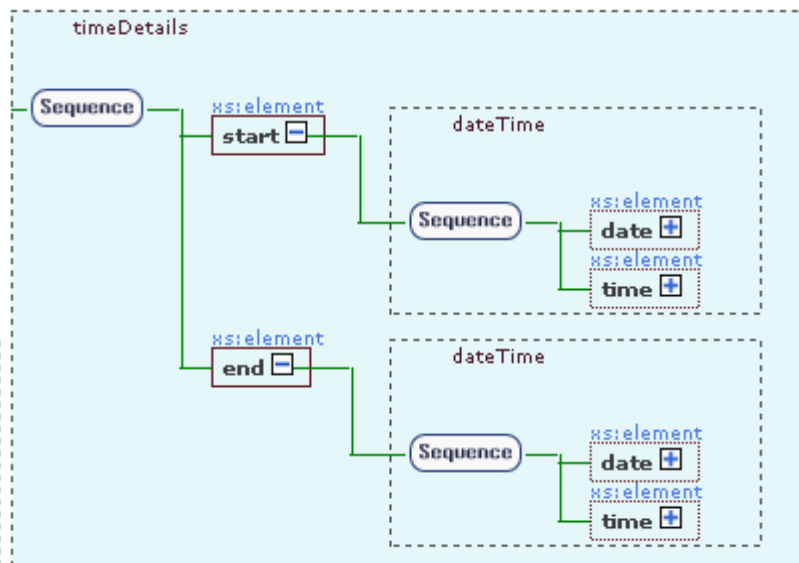 timeDetails
Sequence
xs:element
start
dateTime
Sequence
xs:element
date
xs:element
time
xs:element
end
dateTime
Sequence
xs:element
date
xs:element
time